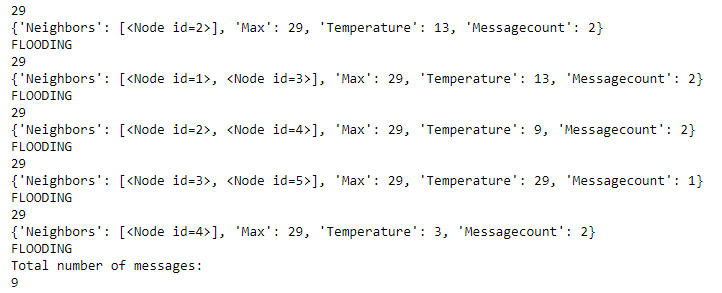 29
{'Neighbors': [<Node id=2>], 'Max': 29, 'Temperature': 13, 'Messagecount': 2}
FLOODING
29
{'Neighbors': [<Node id=1>, <Node id=3>], 'Max': 29, 'Temperature': 13, 'Messagecount': 2}
FLOODING
29
{'Neighbors': [<Node id=2>, <Node id=4>], 'Max': 29, 'Temperature': 9, 'Messagecount': 2}
FLOODING
29
{'Neighbors': [<Node id=3>, <Node id=5>], 'Max': 29, 'Temperature': 29, 'Messagecount': 1}
FLOODING
29
{'Neighbors': [<Node id=4>], 'Max': 29, 'Temperature': 3, 'Messagecount': 2}
FLOODING
Total number of messages:
9